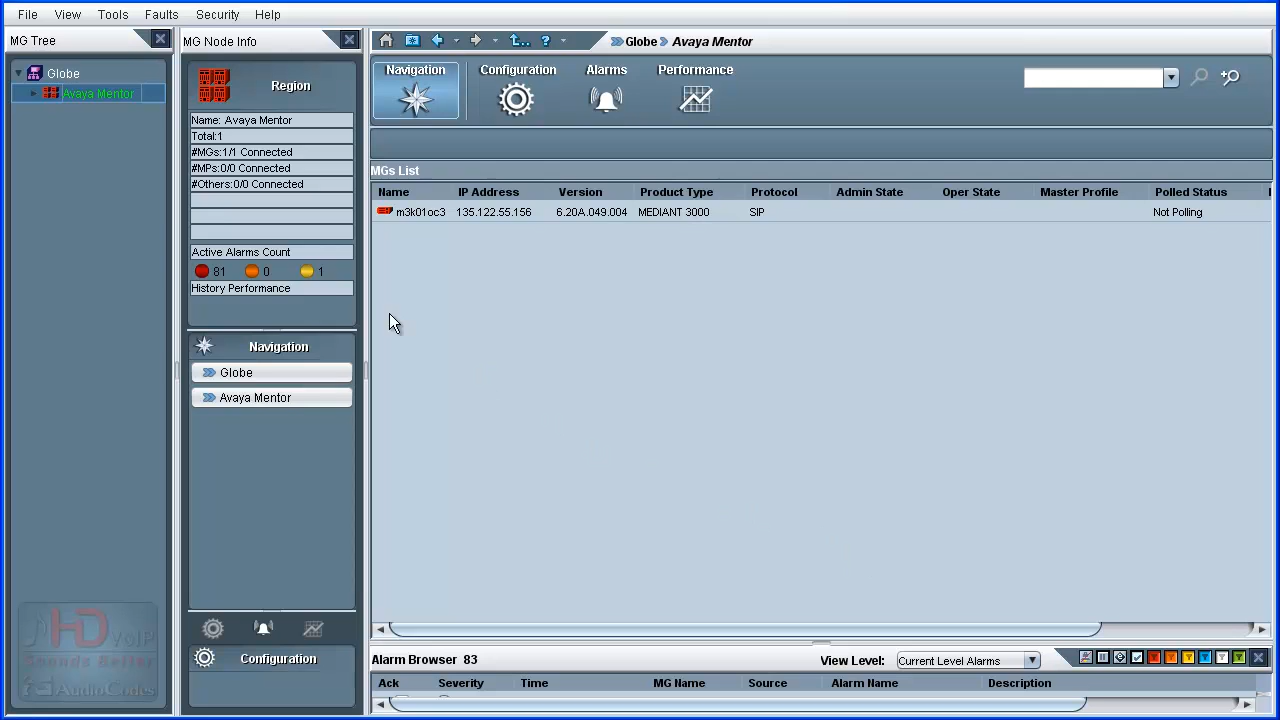 File View Tools Faults Security Help
MG Tree
Globe
Avaya Mentor
HD VoIP
Sounds Better
AudioCodes
MG Node Info
Region
Name: Avaya Mentor
Total:1
#MGs:1/1 Connected
#MPs:0/0 Connected
#Others:0/0 Connected
Active Alarms Count
81 0 1
History Performance
Navigation
Globe
Avaya Mentor
Configuration
Globe Avaya Mentor
Navigation Configuration Alarms Performance
MGs List
Name IP Address Version Product Type Protocol Admin State Oper State Master Profile Polled Status
m3k01oc3 135.122.55.156 6.20A.049.004 MEDIANT 3000 SIP Not Polling
Alarm Browser 83 View Level: Current Level Alarms
Ack Severity Time MG Name Source Alarm Name Description